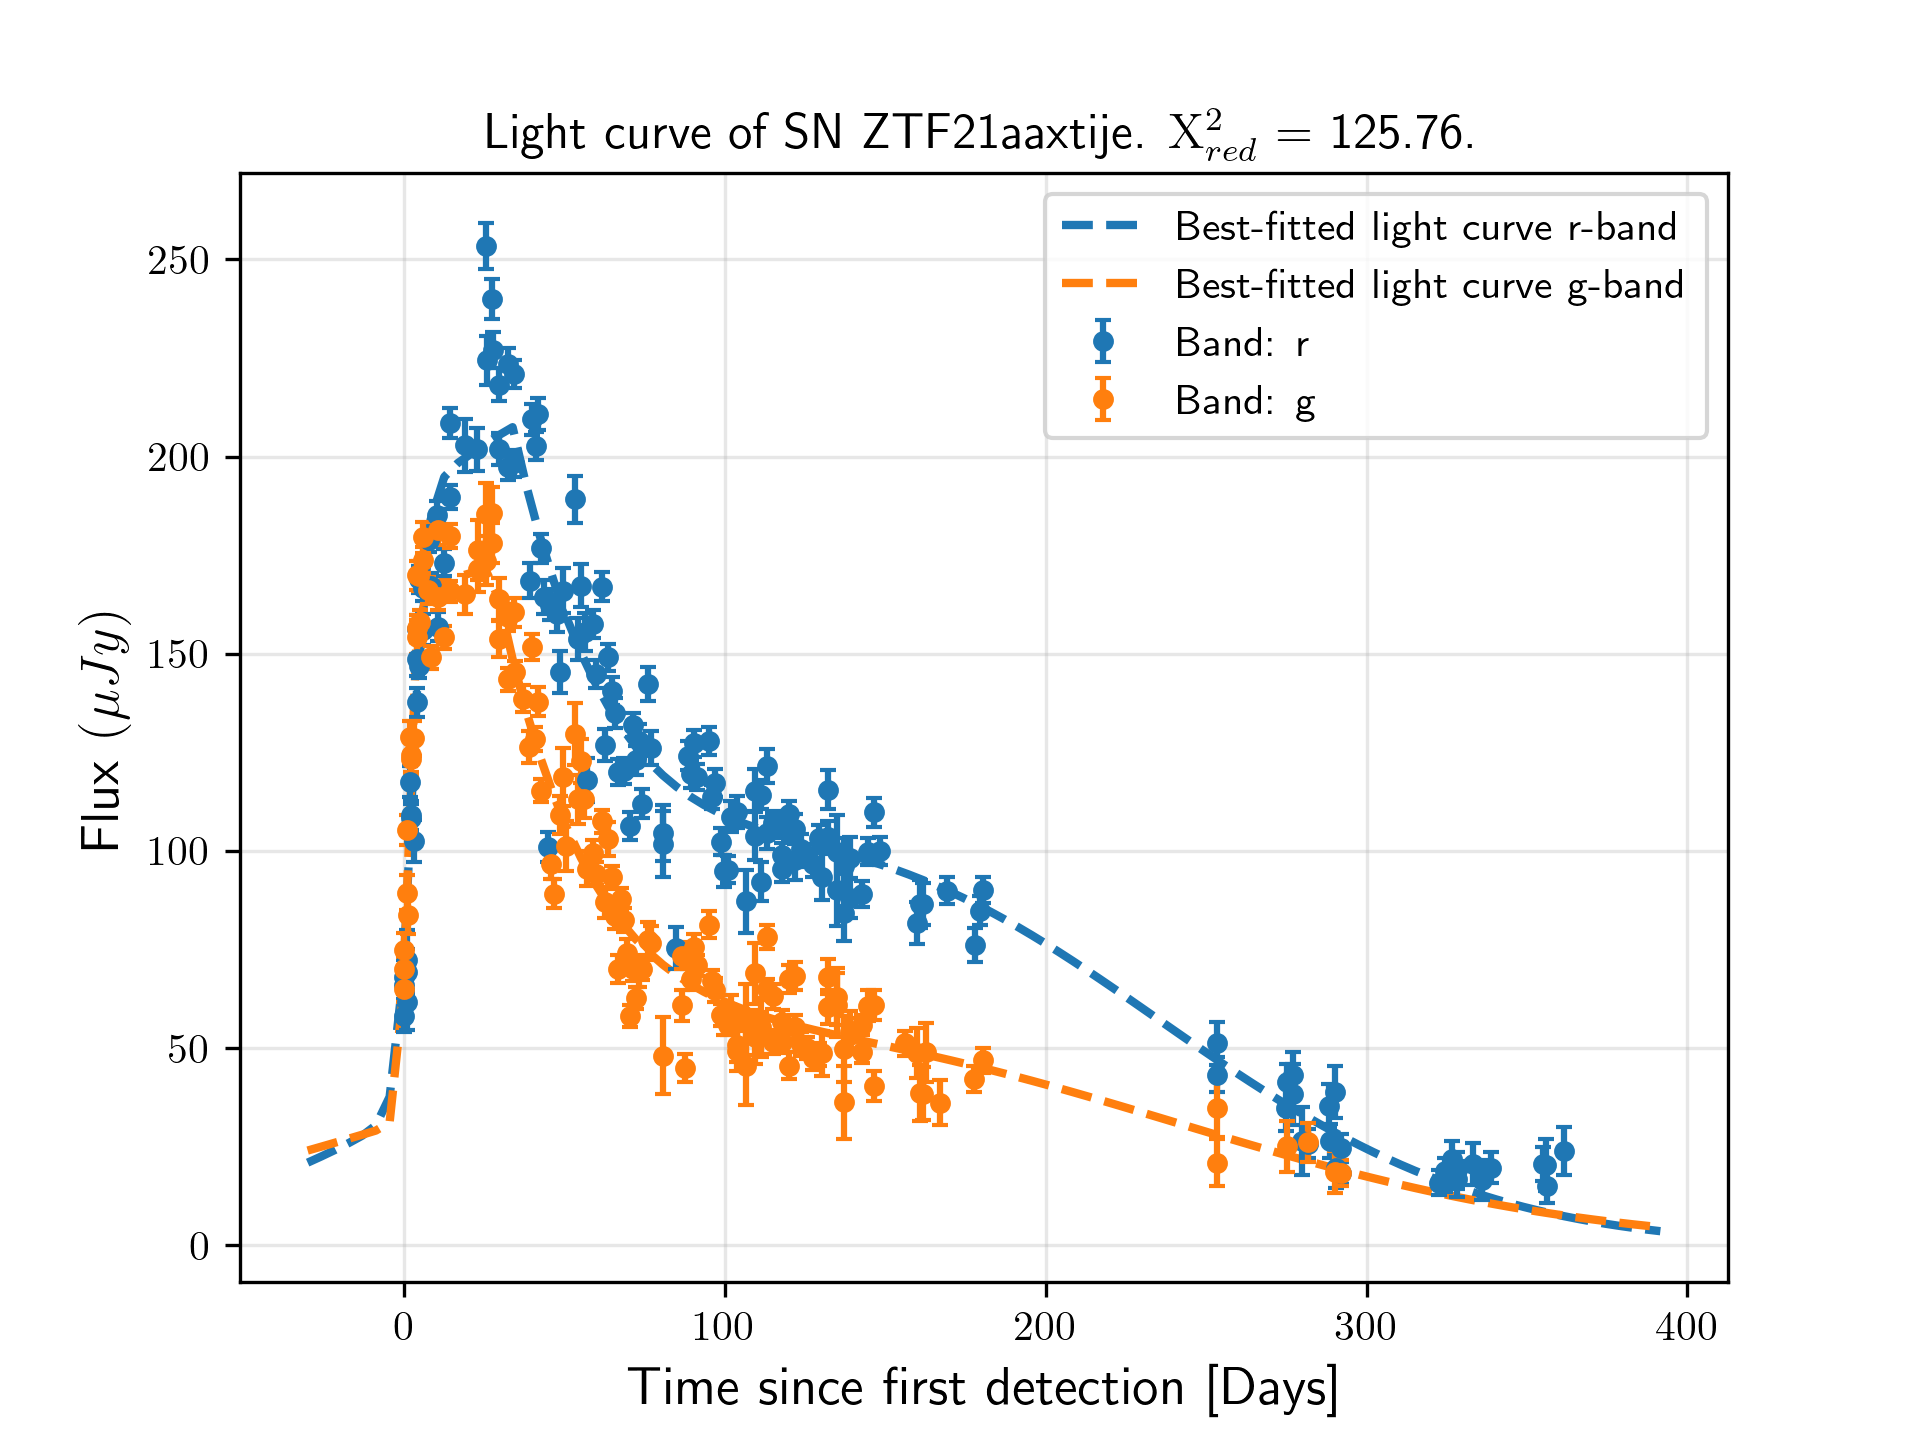 Light curve of SN ZTF21aaxtije. X²_red = 125.76.
Best-fitted light curve r-band
Best-fitted light curve g-band
Band: r
Band: g
Flux (μJy)
250
200
150
100
50
0
0 100 200 300 400
Time since first detection [Days]